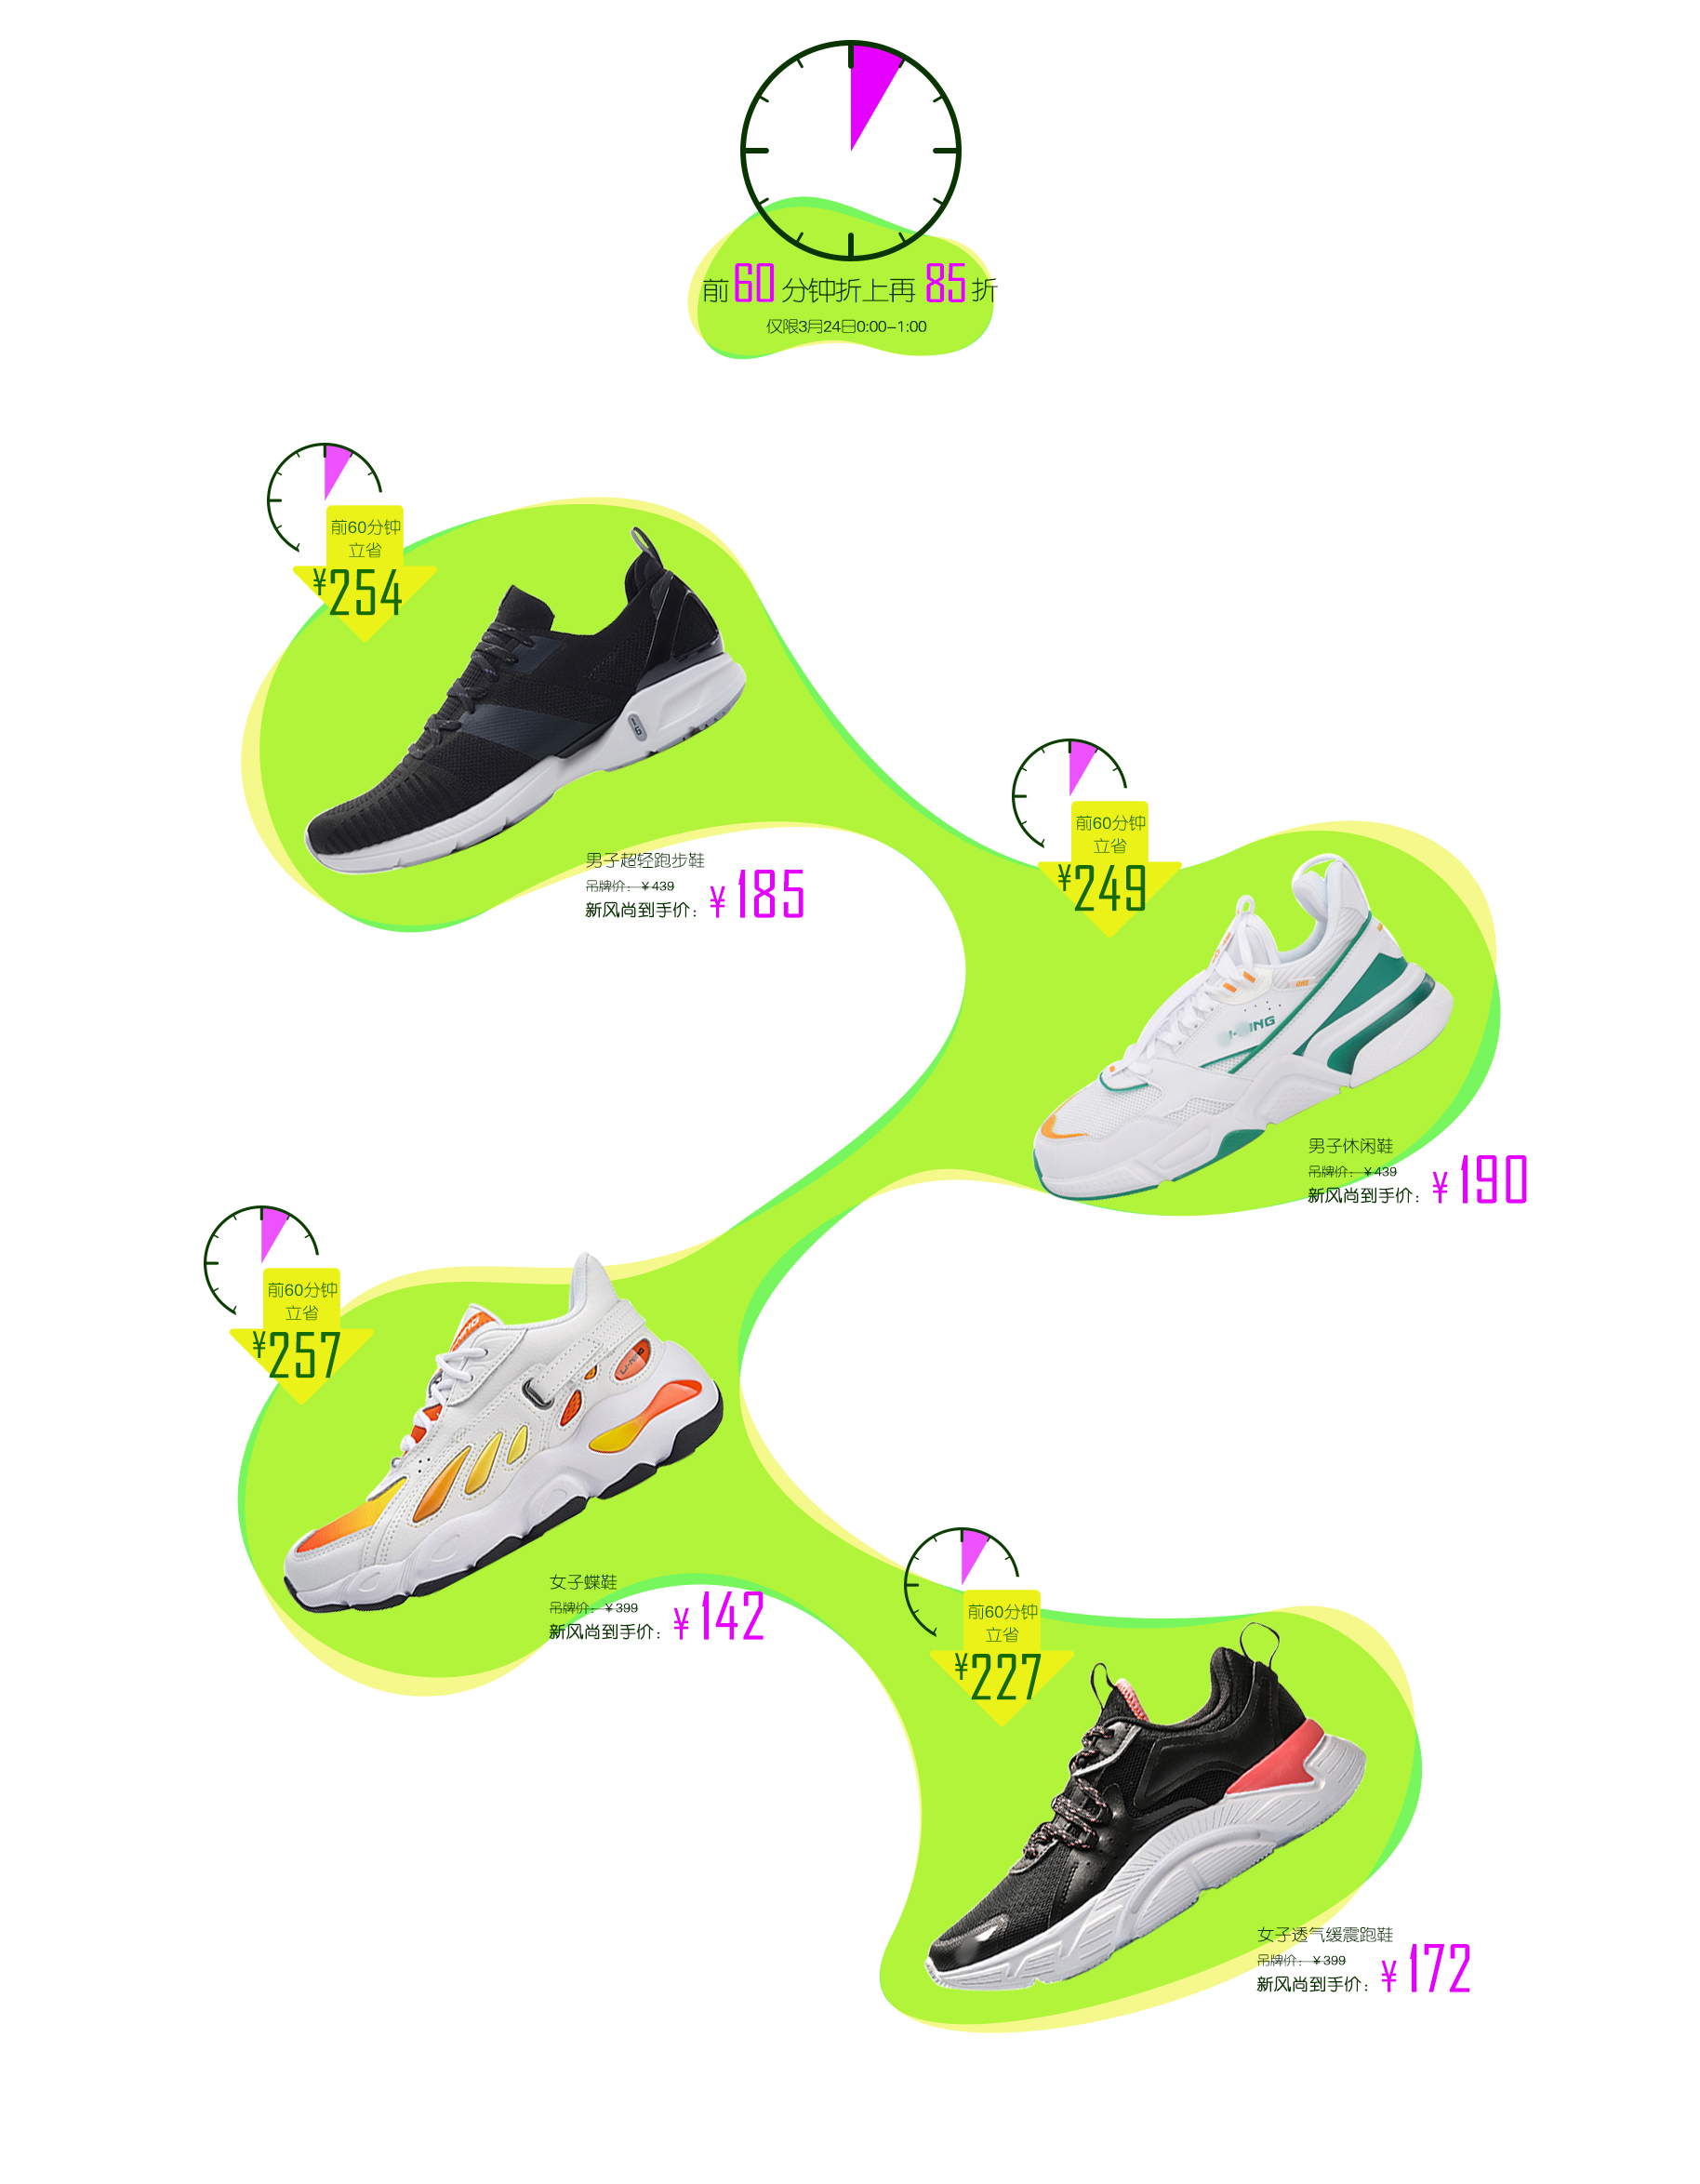 前60分钟折上再85折
仅限3月24日0:00-1:00
前60分钟
立省
¥254
男子超轻跑步鞋
吊牌价：¥439
新风尚到手价：¥185
前60分钟
立省
¥249
男子休闲鞋
吊牌价：¥439
新风尚到手价：¥190
前60分钟
立省
¥257
女子蝶鞋
吊牌价：¥399
新风尚到手价：¥142
前60分钟
立省
¥227
女子透气缓震跑鞋
吊牌价：¥399
新风尚到手价：¥172